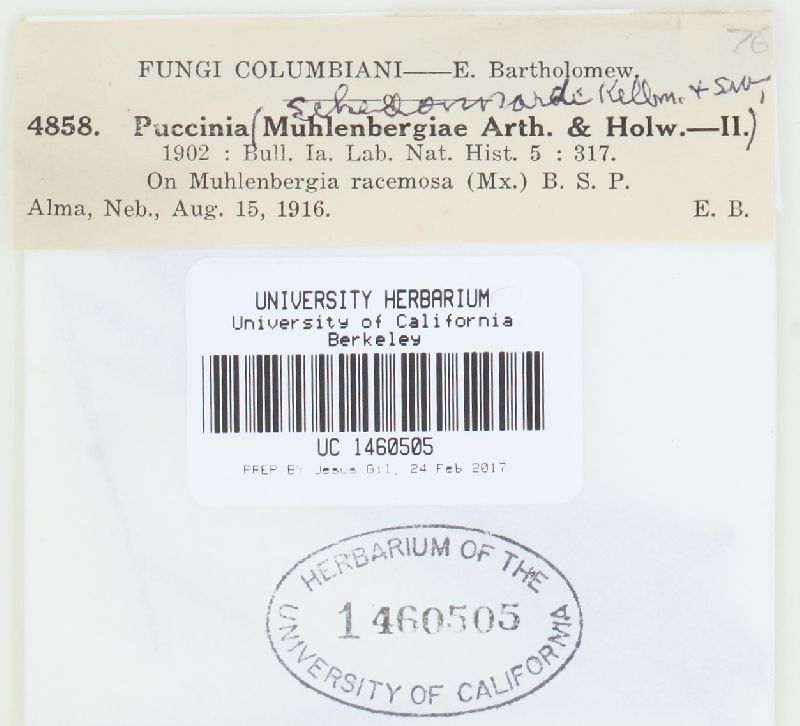 76
FUNGI COLUMBIANI——E. Bartholomew.
schedonnardi Kellm. & Sw.,
4858. Puccinia (Muhlenbergiae Arth. & Holw.—II.)
1902 : Bull. Ia. Lab. Nat. Hist. 5 : 317.
On Muhlenbergia racemosa (Mx.) B. S. P.
Alma, Neb., Aug. 15, 1916. E. B.
UNIVERSITY HERBARIUM
University of California
Berkeley
UC 1460505
PREP BY Jesus Gil, 24 Feb 2017
HERBARIUM OF THE
1460505
UNIVERSITY OF CALIFORNIA